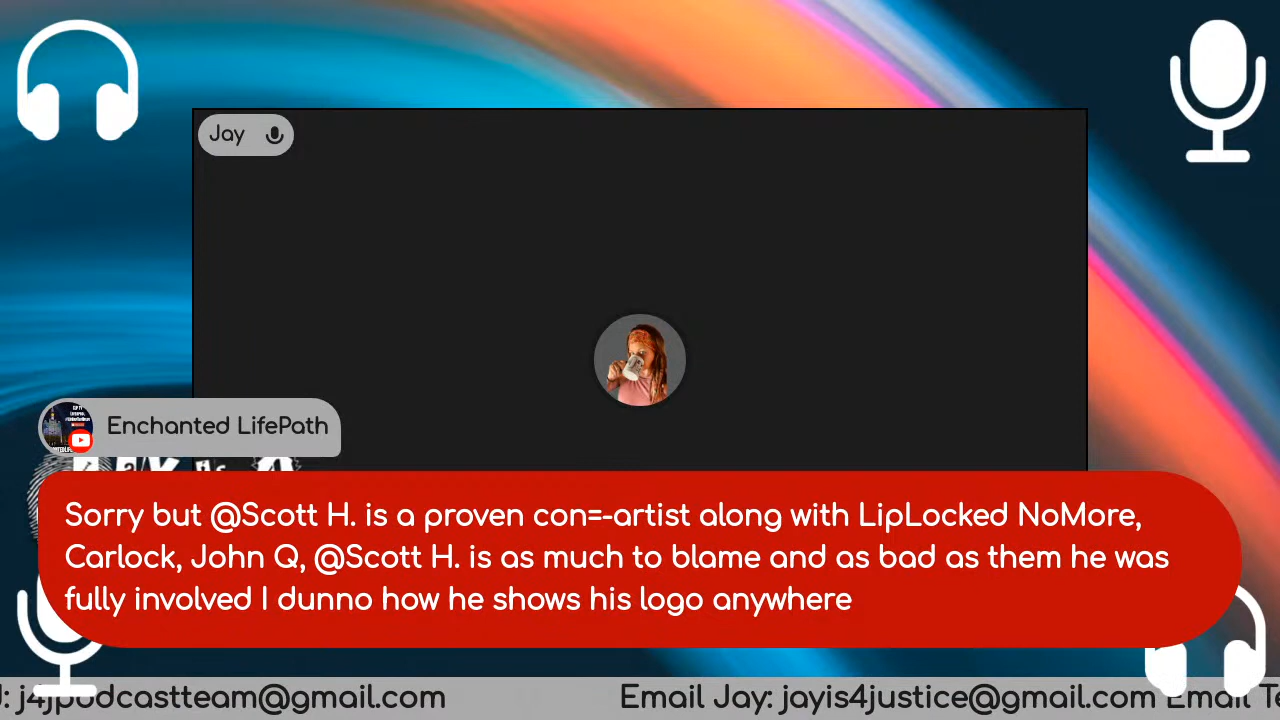 Jay
Enchanted LifePath
Sorry but @Scott H. is a proven con=-artist along with LipLocked NoMore,
Carlock, John Q, @Scott H. is as much to blame and as bad as them he was
fully involved I dunno how he shows his logo anywhere
: j4jpodcastteam@gmail.com Email Jay: jayis4justice@gmail.com Email